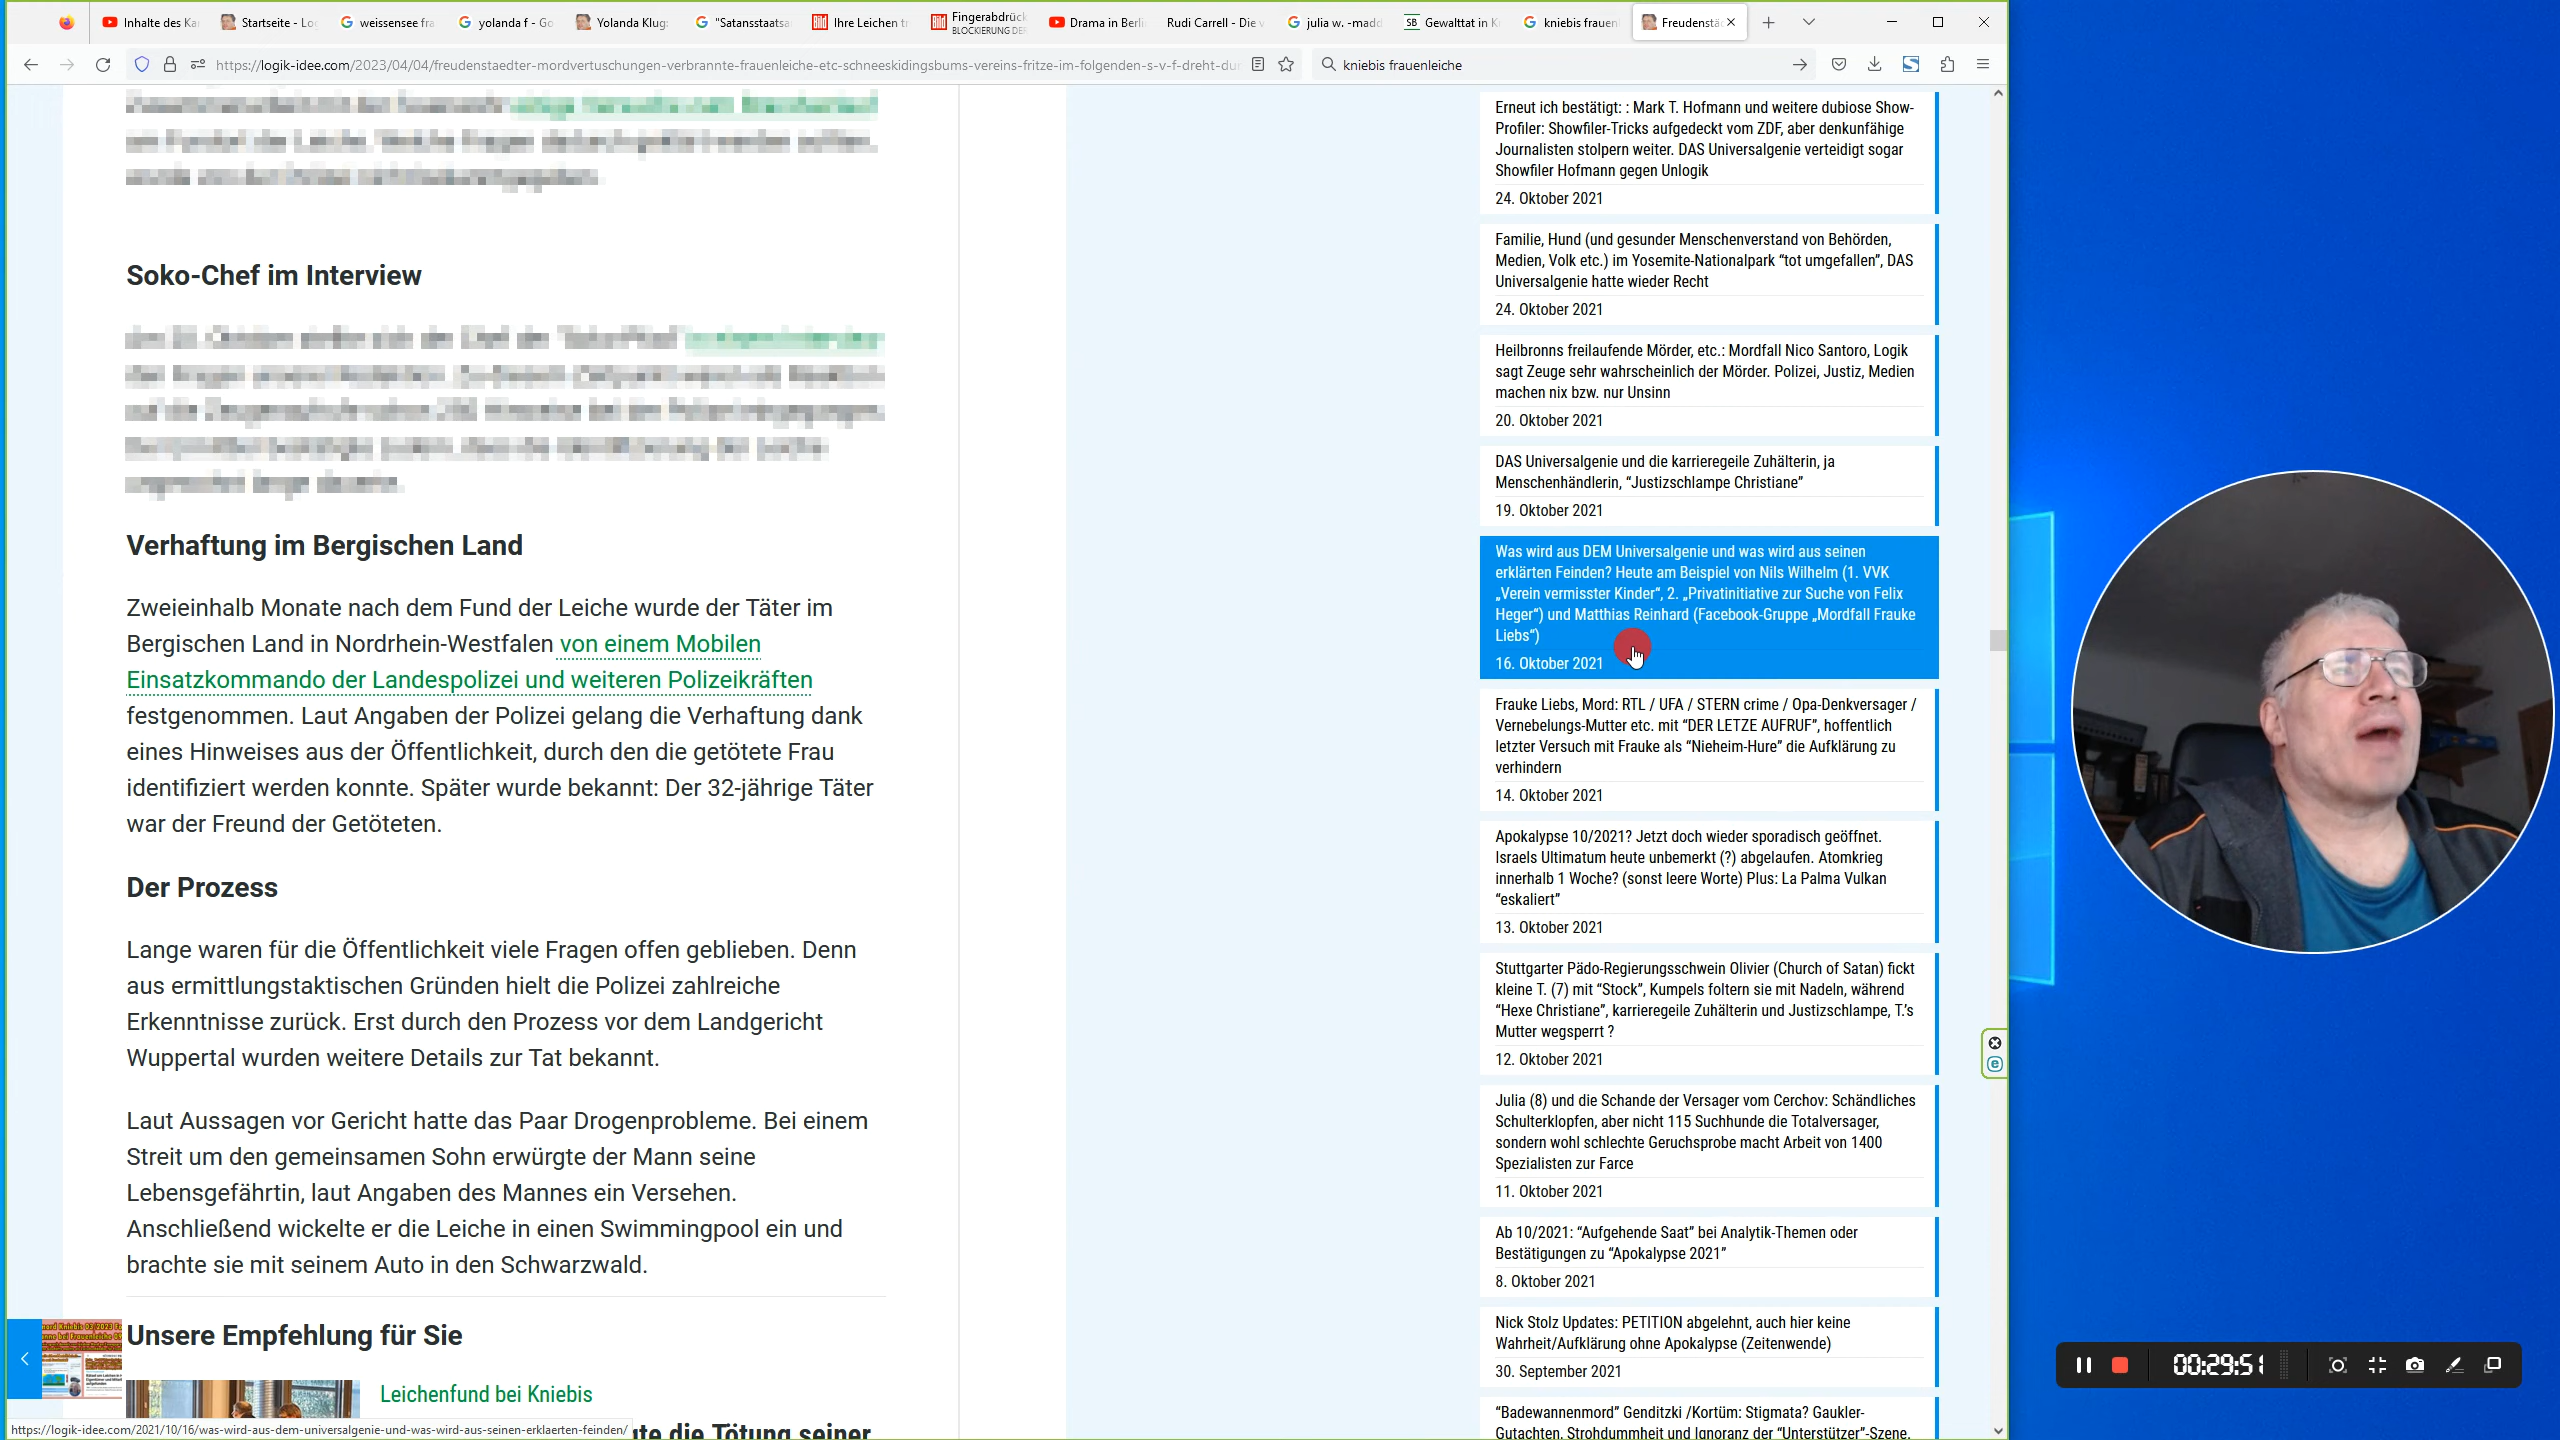 Inhalte des Ka
Startseite - Lo
weissensee fra
yolanda f - Go
Yolanda Klug:
"Satansstaatsa
Ihre Leichen t
Fingerabdrück
BLOCKIERUNG DE
Drama in Berli
Rudi Carrell - Die v
julia w. -madd
Gewalttat in K
kniebis frauen
Freudenstä
https://logik-idee.com/2023/04/04/freudenstaedter-mordvertuschungen-verbrannte-frauenleiche-etc-schneeskidingsbums-vereins-fritze-im-folgenden-s-v-f-dreht-du
kniebis frauenleiche
Soko-Chef im Interview
Verhaftung im Bergischen Land
Zweieinhalb Monate nach dem Fund der Leiche wurde der Täter im
Bergischen Land in Nordrhein-Westfalen von einem Mobilen
Einsatzkommando der Landespolizei und weiteren Polizeikräften
festgenommen. Laut Angaben der Polizei gelang die Verhaftung dank
eines Hinweises aus der Öffentlichkeit, durch den die getötete Frau
identifiziert werden konnte. Später wurde bekannt: Der 32-jährige Täter
war der Freund der Getöteten.
Der Prozess
Lange waren für die Öffentlichkeit viele Fragen offen geblieben. Denn
aus ermittlungstaktischen Gründen hielt die Polizei zahlreiche
Erkenntnisse zurück. Erst durch den Prozess vor dem Landgericht
Wuppertal wurden weitere Details zur Tat bekannt.
Laut Aussagen vor Gericht hatte das Paar Drogenprobleme. Bei einem
Streit um den gemeinsamen Sohn erwürgte der Mann seine
Lebensgefährtin, laut Angaben des Mannes ein Versehen.
Anschließend wickelte er die Leiche in einen Swimmingpool ein und
brachte sie mit seinem Auto in den Schwarzwald.
Unsere Empfehlung für Sie
Leichenfund bei Kniebis
te die Tötung seiner
https://logik-idee.com/2021/10/16/was-wird-aus-dem-universalgenie-und-was-wird-aus-seinen-erklaerten-feinden/
Erneut ich bestätigt: : Mark T. Hofmann und weitere dubiose Show-
Profiler: Showfiler-Tricks aufgedeckt vom ZDF, aber denkunfähige
Journalisten stolpern weiter. DAS Universalgenie verteidigt sogar
Showfiler Hofmann gegen Unlogik
24. Oktober 2021
Familie, Hund (und gesunder Menschenverstand von Behörden,
Medien, Volk etc.) im Yosemite-Nationalpark “tot umgefallen”, DAS
Universalgenie hatte wieder Recht
24. Oktober 2021
Heilbronns freilaufende Mörder, etc.: Mordfall Nico Santoro, Logik
sagt Zeuge sehr wahrscheinlich der Mörder. Polizei, Justiz, Medien
machen nix bzw. nur Unsinn
20. Oktober 2021
DAS Universalgenie und die karrieregeile Zuhälterin, ja
Menschenhändlerin, “Justizschlampe Christiane”
19. Oktober 2021
Was wird aus DEM Universalgenie und was wird aus seinen
erklärten Feinden? Heute am Beispiel von Nils Wilhelm (1. VVK
„Verein vermisster Kinder“, 2. „Privatinitiative zur Suche von Felix
Heger“) und Matthias Reinhard (Facebook-Gruppe „Mordfall Frauke
Liebs“)
16. Oktober 2021
Frauke Liebs, Mord: RTL / UFA / STERN crime / Opa-Denkversager /
Vernebelungs-Mutter etc. mit “DER LETZE AUFRUF”, hoffentlich
letzter Versuch mit Frauke als “Nieheim-Hure” die Aufklärung zu
verhindern
14. Oktober 2021
Apokalypse 10/2021? Jetzt doch wieder sporadisch geöffnet.
Israels Ultimatum heute unbemerkt (?) abgelaufen. Atomkrieg
innerhalb 1 Woche? (sonst leere Worte) Plus: La Palma Vulkan
“eskaliert”
13. Oktober 2021
Stuttgarter Pädo-Regierungsschwein Olivier (Church of Satan) fickt
kleine T. (7) mit “Stock”, Kumpels foltern sie mit Nadeln, während
“Hexe Christiane”, karrieregeile Zuhälterin und Justizschlampe, T.’s
Mutter wegsperrt ?
12. Oktober 2021
Julia (8) und die Schande der Versager vom Cerchov: Schändliches
Schulterklopfen, aber nicht 115 Suchhunde die Totalversager,
sondern wohl schlechte Geruchsprobe macht Arbeit von 1400
Spezialisten zur Farce
11. Oktober 2021
Ab 10/2021: “Aufgehende Saat” bei Analytik-Themen oder
Bestätigungen zu “Apokalypse 2021”
8. Oktober 2021
Nick Stolz Updates: PETITION abgelehnt, auch hier keine
Wahrheit/Aufklärung ohne Apokalypse (Zeitenwende)
30. September 2021
“Badewannenmord” Genditzki /Kortüm: Stigmata? Gaukler-
Gutachten, Strohdummheit und Ignoranz der “Unterstützer”-Szene,
00:29:51